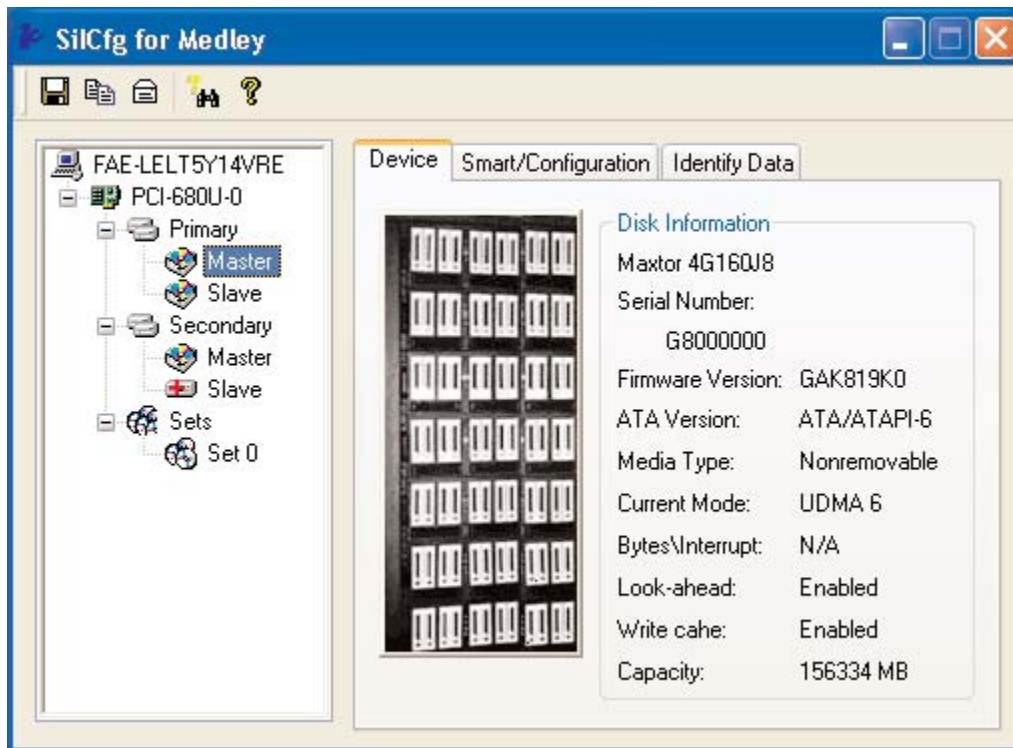 SilCfg for Medley
FAE-LELT5Y14VRE
PCI-680U-0
Primary
Master
Slave
Secondary
Master
Slave
Sets
Set 0
Device
Smart/Configuration
Identify Data
Disk Information
Maxtor 4G160J8
Serial Number:
G8000000
Firmware Version: GAK819K0
ATA Version: ATA/ATAPI-6
Media Type: Nonremovable
Current Mode: UDMA 6
Bytes\Interrupt: N/A
Look-ahead: Enabled
Write cahe: Enabled
Capacity: 156334 MB